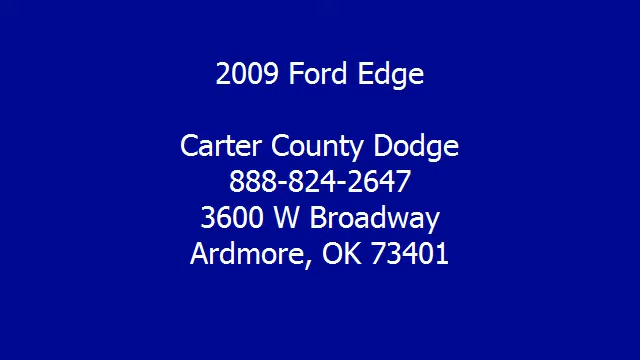 2009 Ford Edge
Carter County Dodge
888-824-2647
3600 W Broadway
Ardmore, OK 73401